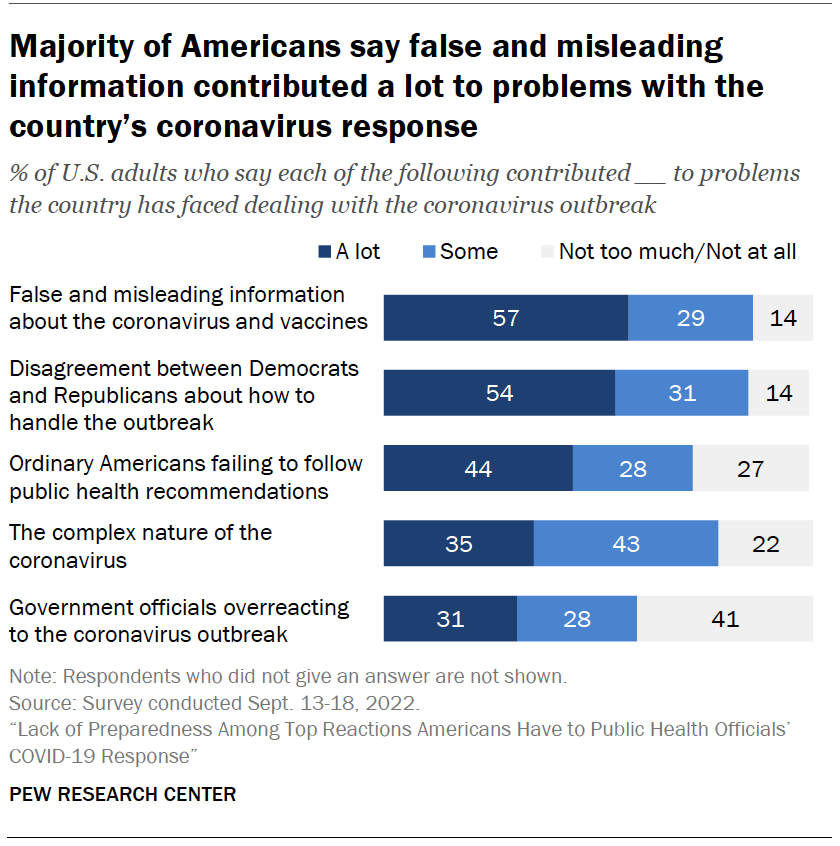 Majority of Americans say false and misleading
information contributed a lot to problems with the
country’s coronavirus response
% of U.S. adults who say each of the following contributed __ to problems
the country has faced dealing with the coronavirus outbreak
A lot Some Not too much/Not at all
False and misleading information
about the coronavirus and vaccines
57 29 14
Disagreement between Democrats
and Republicans about how to
handle the outbreak
54 31 14
Ordinary Americans failing to follow
public health recommendations
44 28 27
The complex nature of the
coronavirus
35 43 22
Government officials overreacting
to the coronavirus outbreak
31 28 41
Note: Respondents who did not give an answer are not shown.
Source: Survey conducted Sept. 13-18, 2022.
“Lack of Preparedness Among Top Reactions Americans Have to Public Health Officials’
COVID-19 Response”
PEW RESEARCH CENTER